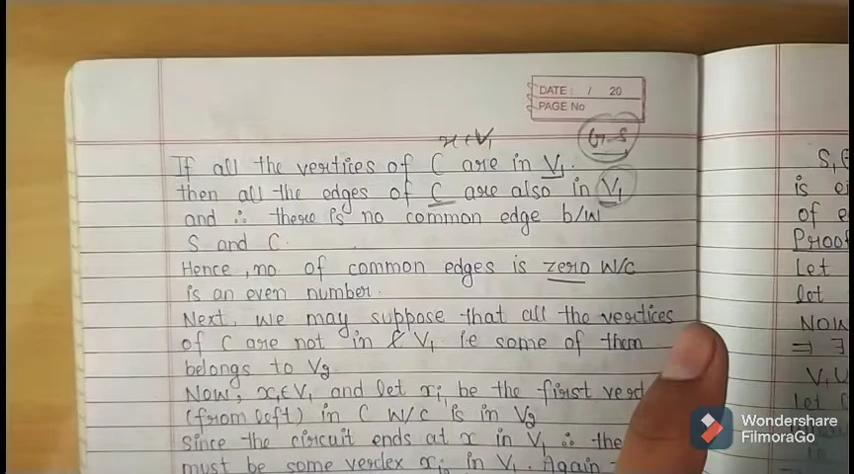 DATE: / 20
PAGE No
x ∈ V₁
G-S
If all the vertices of C are in V₁.
then all the edges of C are also in V₁
and ∴ there is no common edge b/w
S and C.
Hence, no of common edges is zero w/c
is an even number.
Next, we may suppose that all the vertices
of C are not in V₁ i.e some of them
belongs to V₂
Now, x₁∈V₁ and let xᵢ, be the first
(from left) in C w/c is in V₂
since the circuit ends at x in V₁ ∴ the
must be some vertex in V₁. Again
is
of
Proof
Let
let
NOW
⇒ ∃
V₁ U
let
Wondershare
FilmoraGo